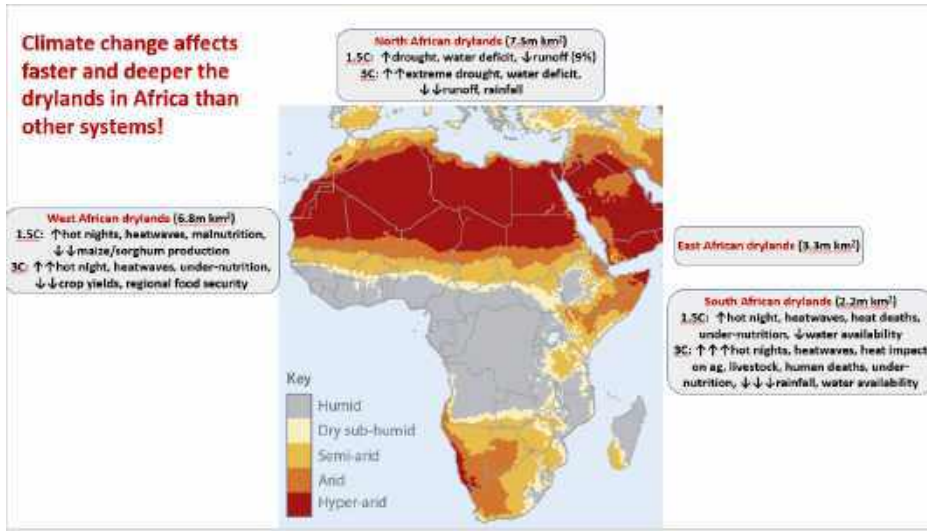 Climate change affects
faster and deeper the
drylands in Africa than
other systems!
North African drylands (7.5m km²)
1.5C: ↑drought, water deficit, ↓runoff (9%)
3C: ↑↑extreme drought, water deficit,
↓↓runoff, rainfall
West African drylands (6.8m km²)
1.5C: ↑hot nights, heatwaves, malnutrition,
↓↓maize/sorghum production
3C: ↑↑hot night, heatwaves, under-nutrition,
↓↓crop yields, regional food security
East African drylands (3.3m km²)
South African drylands (2.2m km²)
1.5C: ↑hot night, heatwaves, heat deaths,
under-nutrition, ↓water availability
3C: ↑↑↑hot nights, heatwaves, heat impact
on ag, livestock, human deaths, under-
nutrition, ↓↓↓rainfall, water availability
Key
Humid
Dry sub-humid
Semi-arid
Arid
Hyper-arid